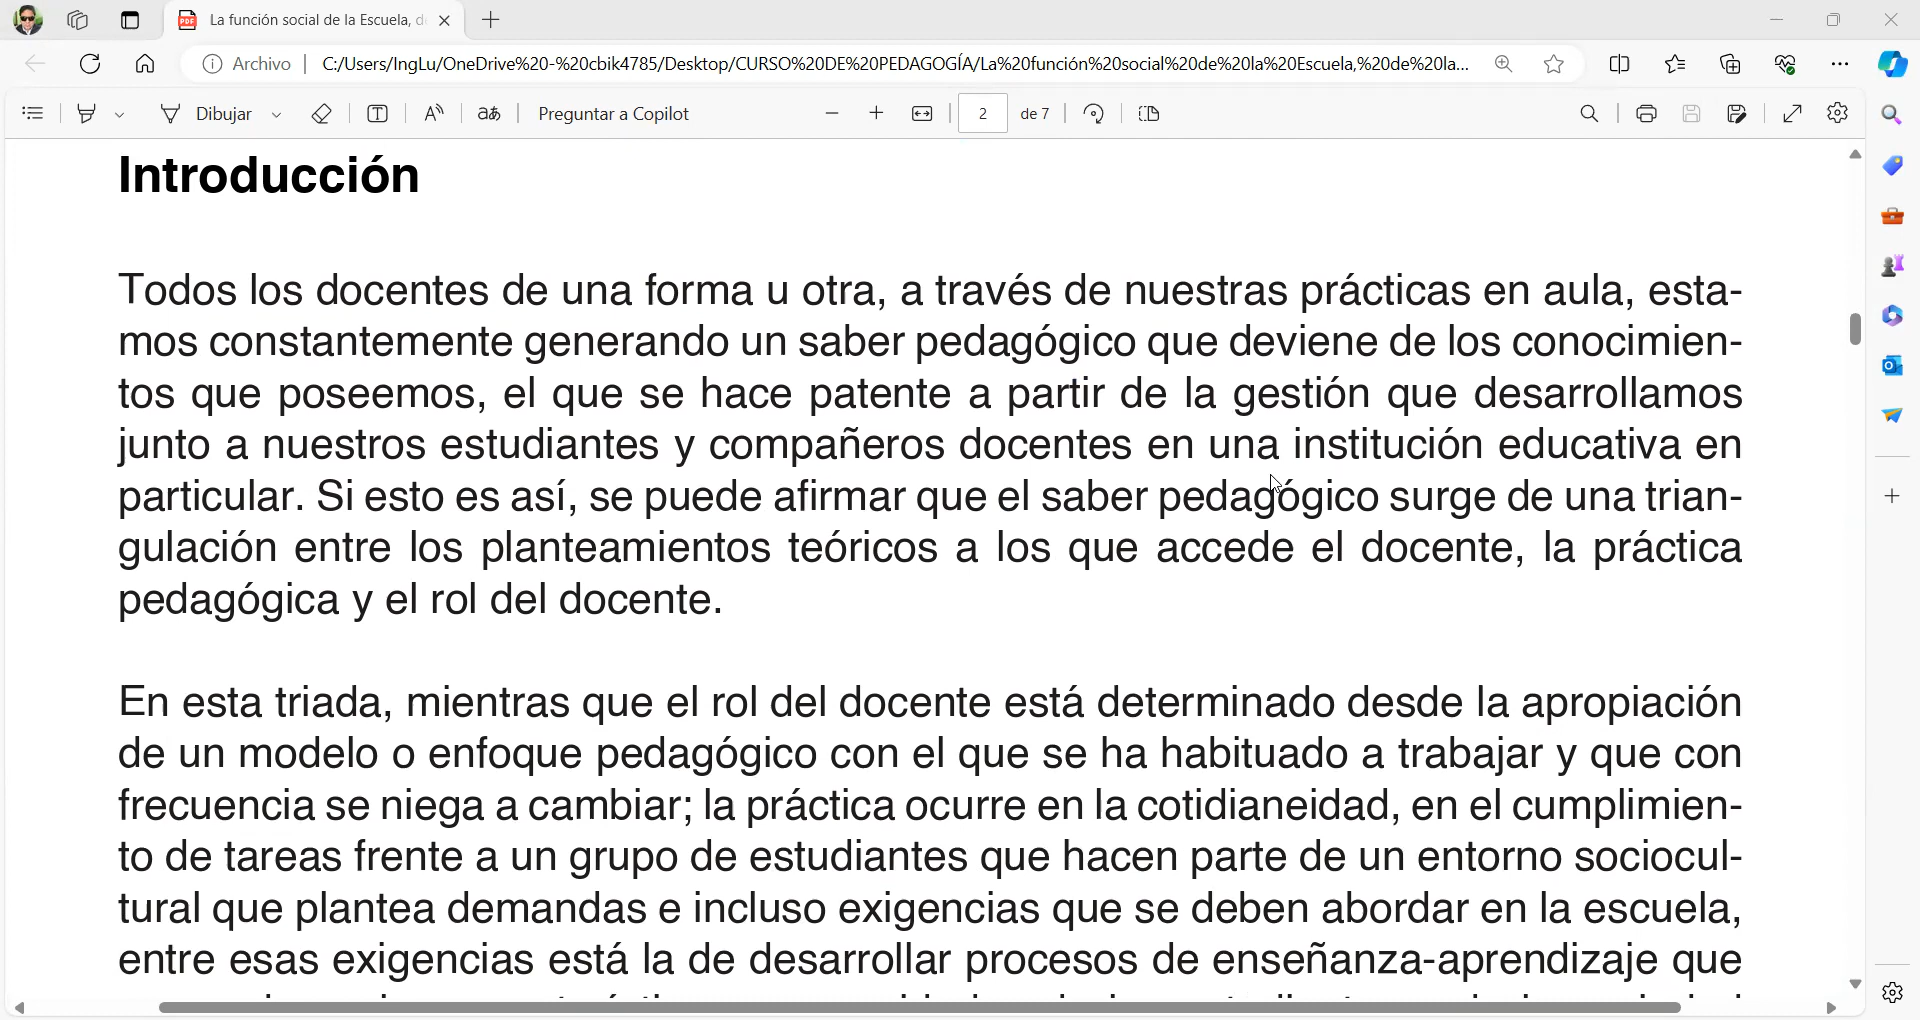 La función social de la Escuela, d
Archivo
C:/Users/IngLu/OneDrive%20-%20cbik4785/Desktop/CURSO%20DE%20PEDAGOGÍA/La%20función%20social%20de%20la%20Escuela,%20de%20la...
Dibujar
Preguntar a Copilot
2
de 7
Introducción
Todos los docentes de una forma u otra, a través de nuestras prácticas en aula, esta-
mos constantemente generando un saber pedagógico que deviene de los conocimien-
tos que poseemos, el que se hace patente a partir de la gestión que desarrollamos
junto a nuestros estudiantes y compañeros docentes en una institución educativa en
particular. Si esto es así, se puede afirmar que el saber pedagógico surge de una trian-
gulación entre los planteamientos teóricos a los que accede el docente, la práctica
pedagógica y el rol del docente.
En esta triada, mientras que el rol del docente está determinado desde la apropiación
de un modelo o enfoque pedagógico con el que se ha habituado a trabajar y que con
frecuencia se niega a cambiar; la práctica ocurre en la cotidianeidad, en el cumplimien-
to de tareas frente a un grupo de estudiantes que hacen parte de un entorno sociocul-
tural que plantea demandas e incluso exigencias que se deben abordar en la escuela,
entre esas exigencias está la de desarrollar procesos de enseñanza-aprendizaje que